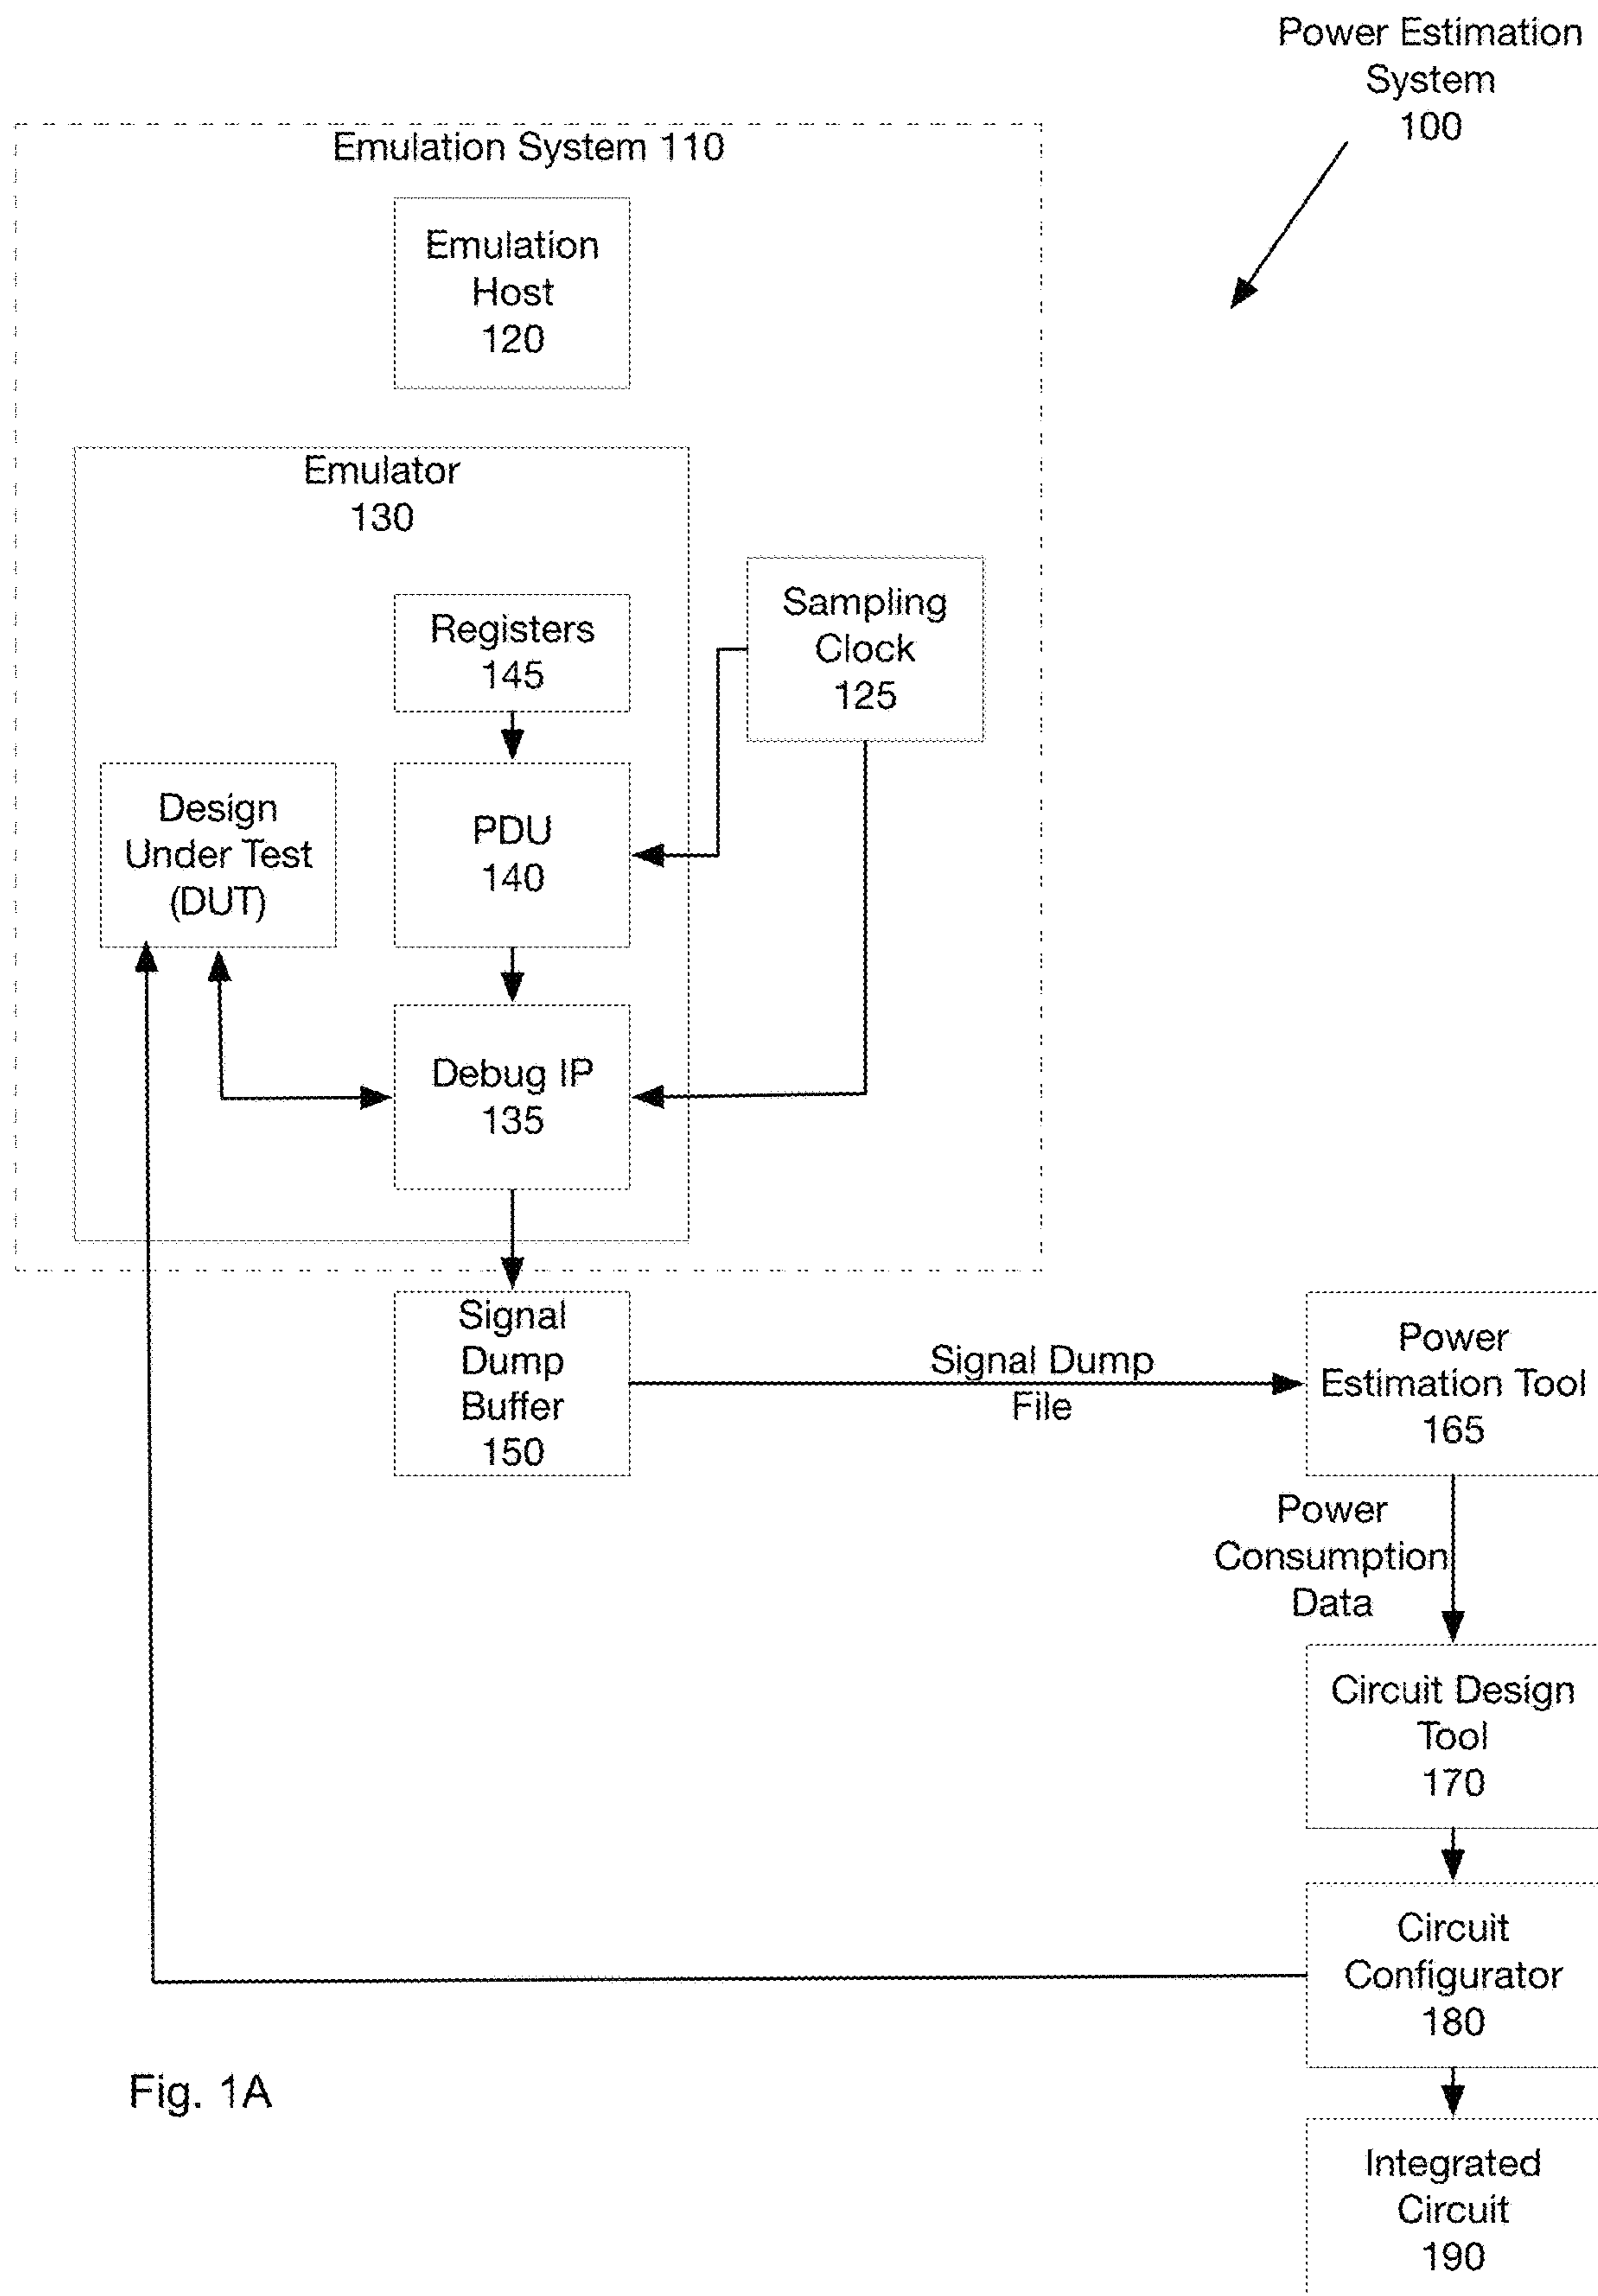 Power Estimation
System
100
Emulation System 110
Emulation
Host
120
Emulator
130
Registers
145
Sampling
Clock
125
Design
Under Test
(DUT)
PDU
140
Debug IP
135
Signal
Dump
Buffer
150
Signal Dump
File
Power
Estimation Tool
165
Power
Consumption
Data
Circuit Design
Tool
170
Circuit
Configurator
180
Fig. 1A
Integrated
Circuit
190